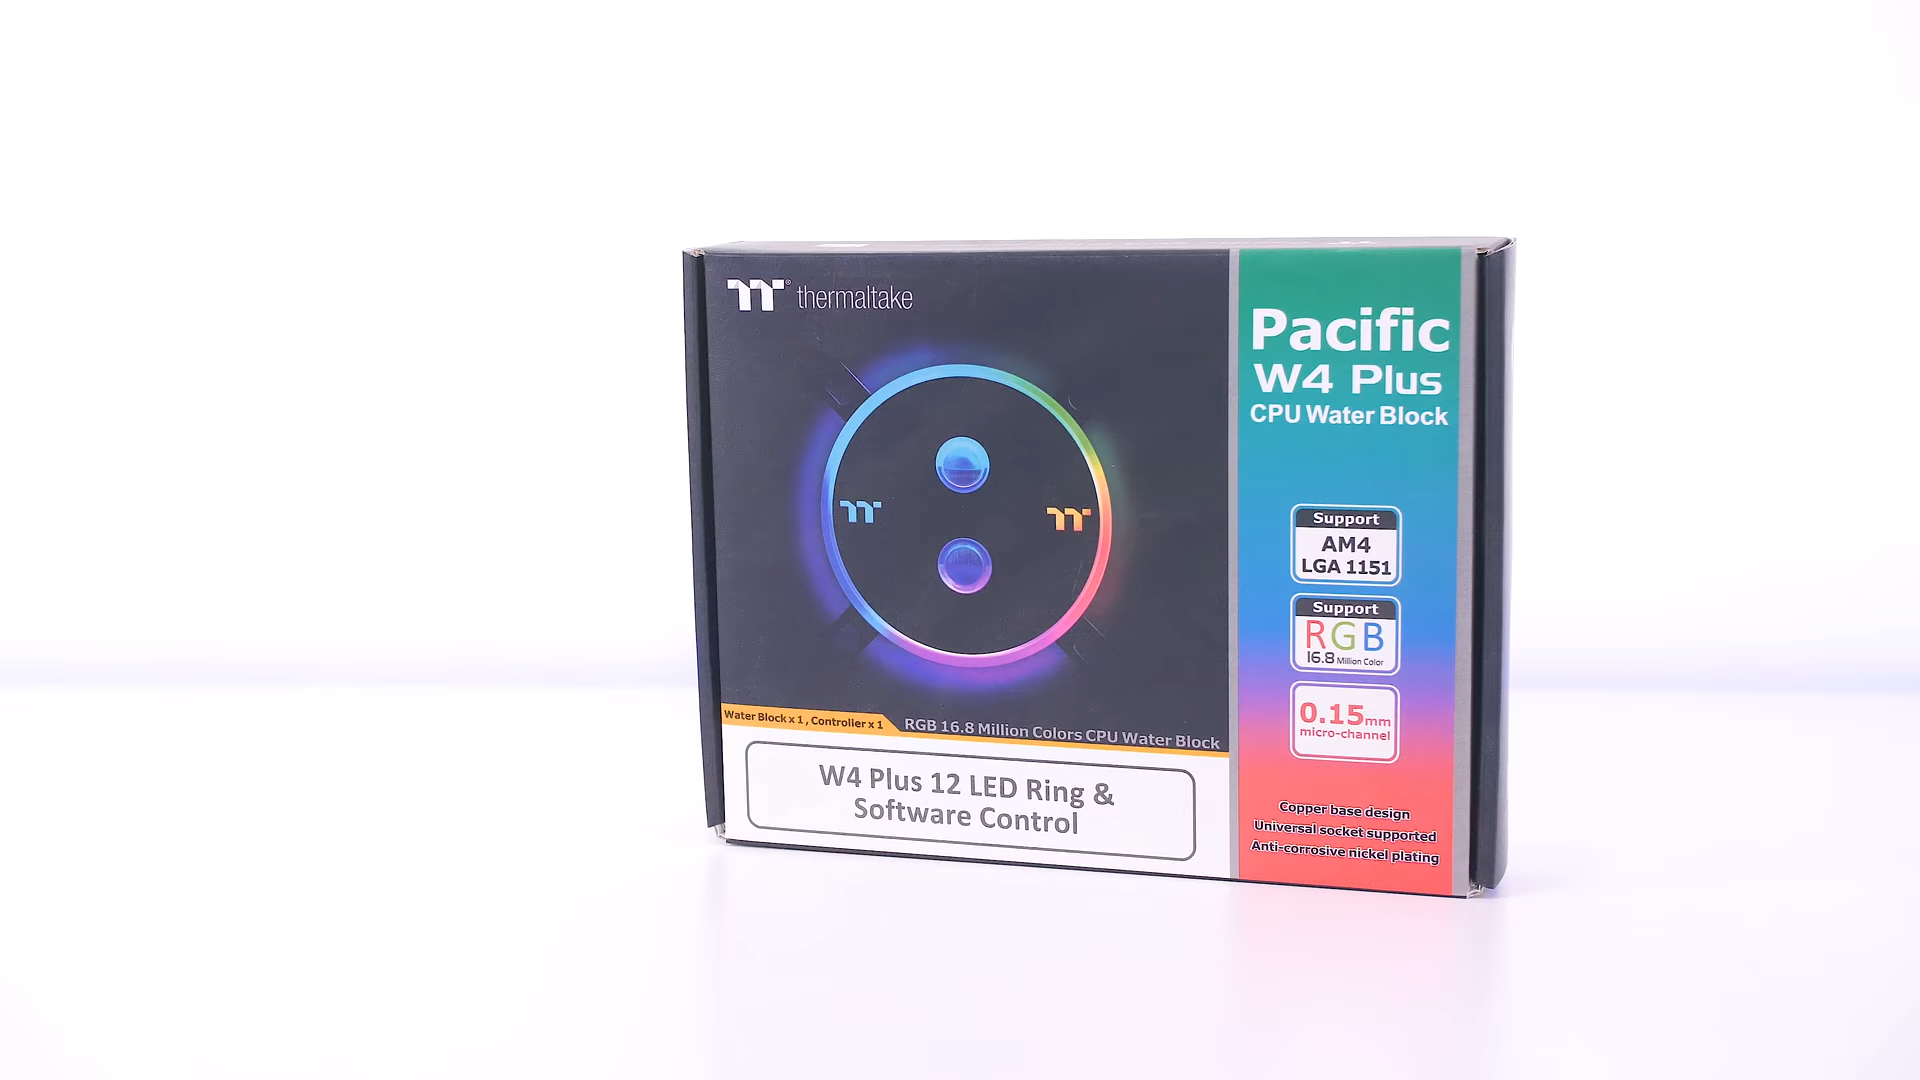 thermaltake
Pacific
W4 Plus
CPU Water Block
Support
AM4
LGA 1151
Support
RGB
16.8 Million Color
0.15mm
micro-channel
Copper base design
Universal socket supported
Anti-corrosive nickel plating
Water Block x 1 , Controller x 1
RGB 16.8 Million Colors CPU Water Block
W4 Plus 12 LED Ring &
Software Control